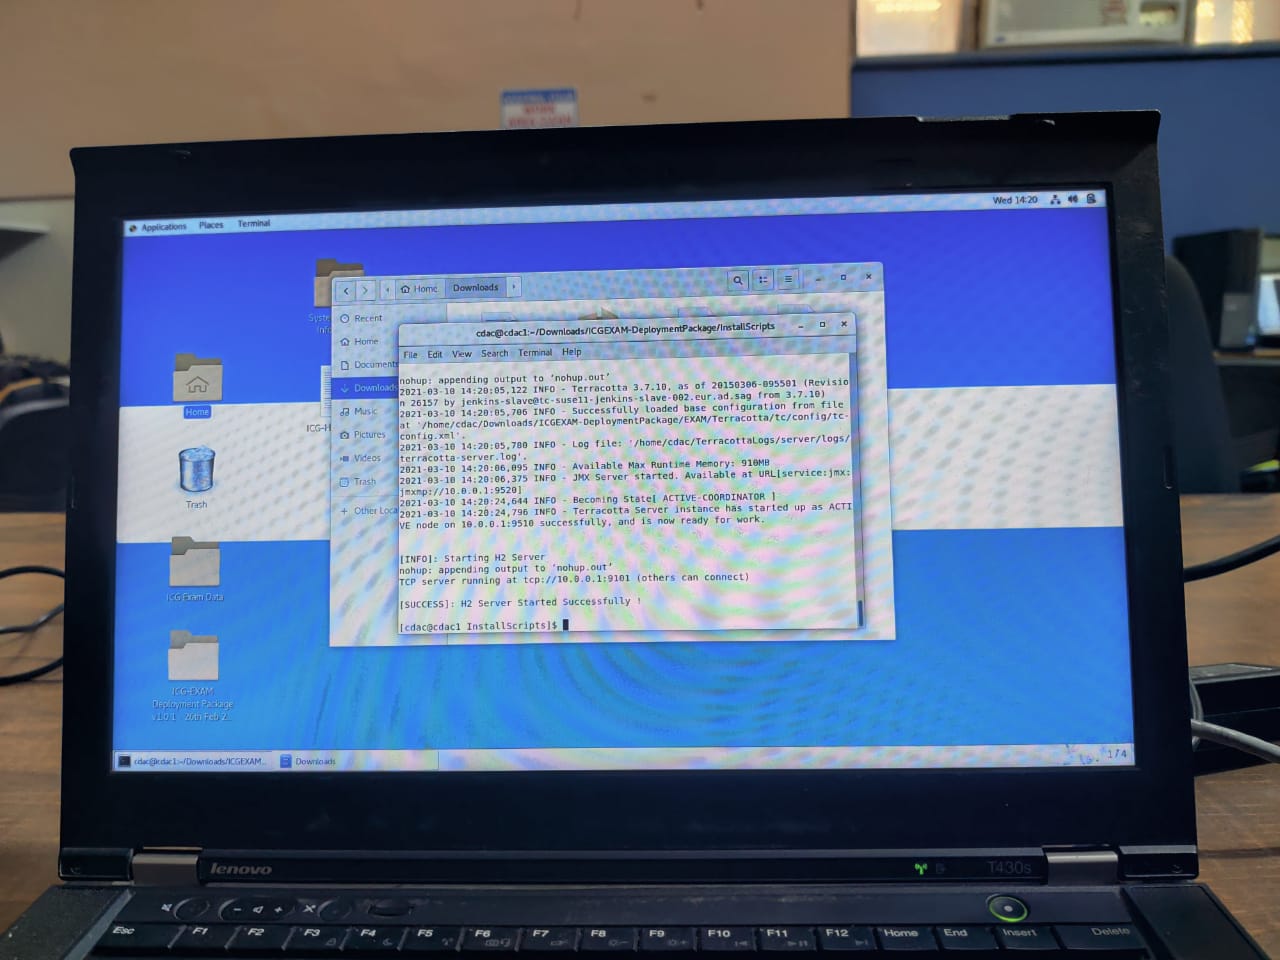 Applications Places Terminal
Wed 14:20
Home Downloads
Recent
Home
Documents
Downloads
Music
Pictures
Videos
Trash
Other Loca
Home
Trash
ICG Exam Data
ICG-EXAM
Deployment Package
v1.0.1
cdac@cdac1:~/Downloads/ICGEXAM-DeploymentPackage/InstallScripts
File Edit View Search Terminal Help
nohup: appending output to ‘nohup.out’
2021-03-10 14:20:05,122 INFO - Terracotta 3.7.10, as of 20150306-095501 (Revisio
n 26157 by jenkins-slave@tc-suse11-jenkins-slave-002.eur.ad.sag from 3.7.10)
2021-03-10 14:20:05,706 INFO - Successfully loaded base configuration from file
at '/home/cdac/Downloads/ICGEXAM-DeploymentPackage/EXAM/Terracotta/tc/config/tc-
config.xml'.
2021-03-10 14:20:05,780 INFO - Log file: '/home/cdac/TerracottaLogs/server/logs/
terracotta-server.log'.
2021-03-10 14:20:06,095 INFO - Available Max Runtime Memory: 910MB
2021-03-10 14:20:06,375 INFO - JMX Server started. Available at URL[service:jmx:
jmxmp://10.0.0.1:9520]
2021-03-10 14:20:24,644 INFO - Becoming State[ ACTIVE-COORDINATOR ]
2021-03-10 14:20:24,796 INFO - Terracotta Server instance has started up as ACTI
VE node on 10.0.0.1:9510 successfully, and is now ready for work.
[INFO]: Starting H2 Server
nohup: appending output to ‘nohup.out’
TCP server running at tcp://10.0.0.1:9101 (others can connect)
[SUCCESS]: H2 Server Started Successfully !
[cdac@cdac1 InstallScripts]$
cdac@cdac1:~/Downloads/ICGEXAM... Downloads
1 / 4
lenovo
T430s
Esc F1 F2 F3 F4 F5 F6 F7 F8 F9 F10 F11 F12 Home End Insert Delete